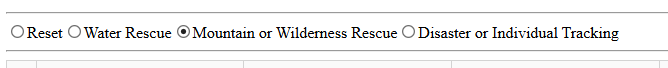 Reset Water Rescue Mountain or Wilderness Rescue Disaster or Individual Tracking